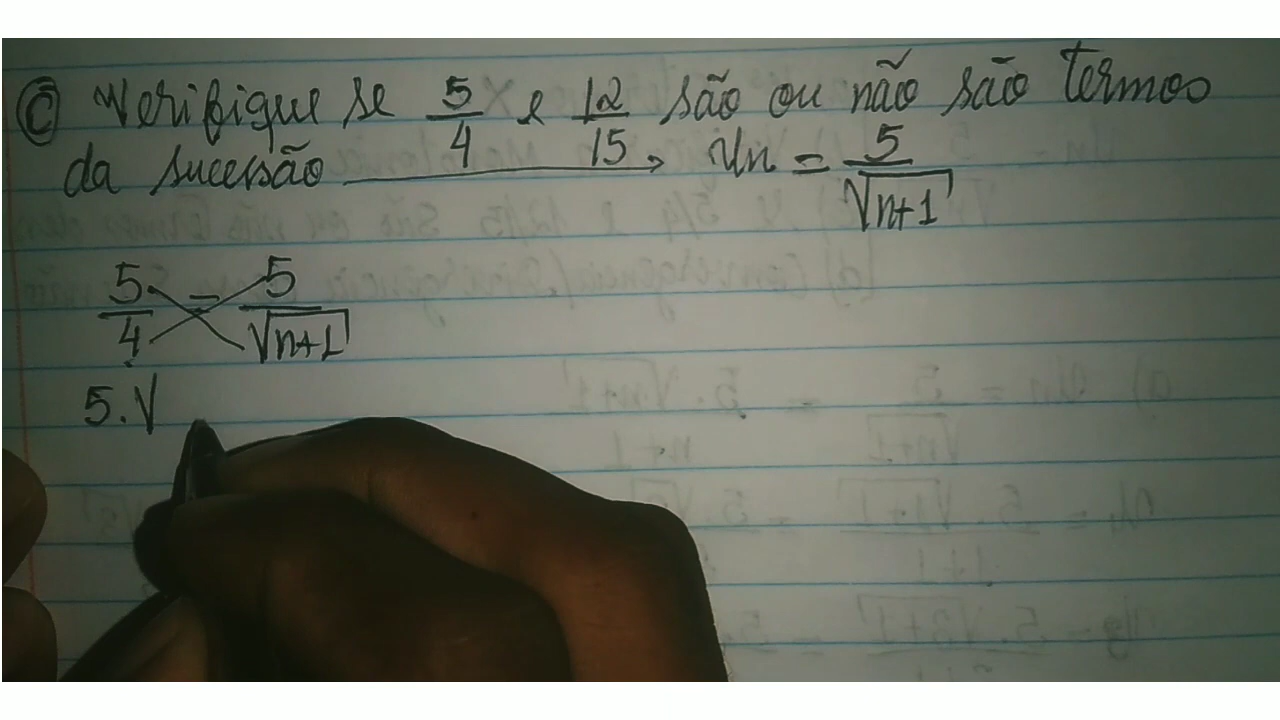 (c) Verifique se 5/4 e 12/15 são ou não são termos
da sucessão → Un = 5/√n+1
5/4 = 5/√n+1
5.√